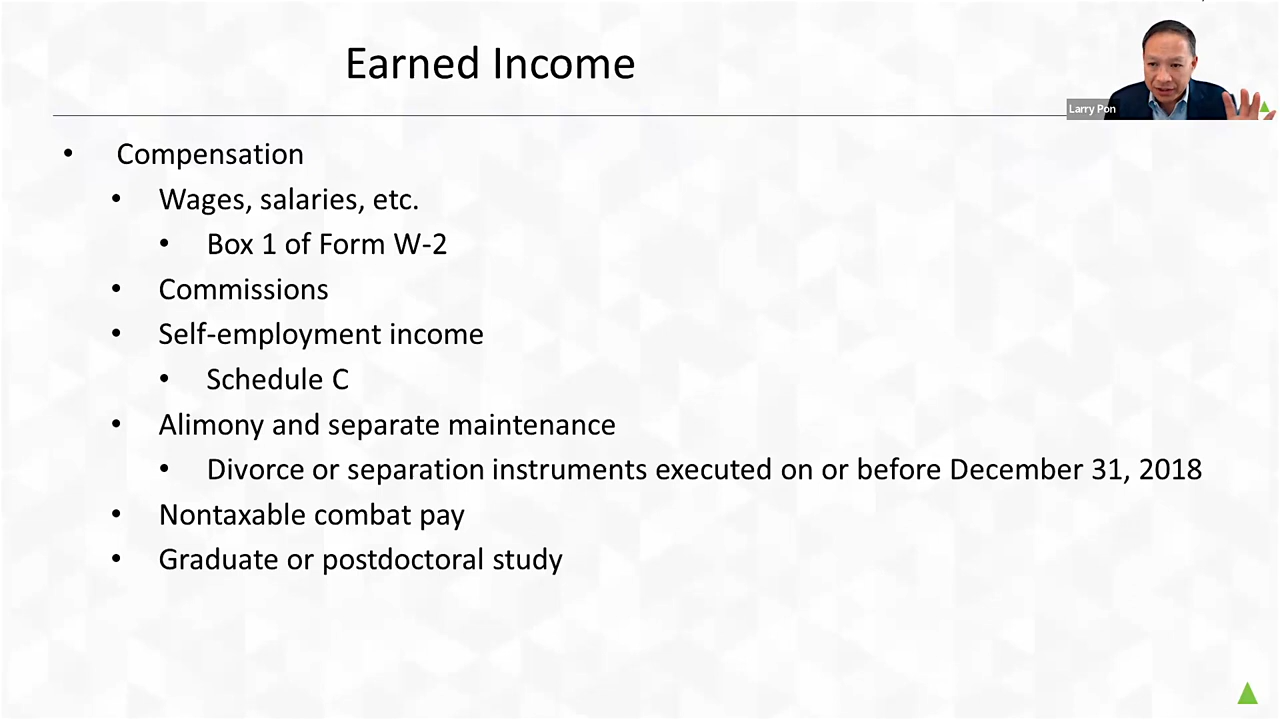 Earned Income
Larry Pon
• Compensation
• Wages, salaries, etc.
• Box 1 of Form W-2
• Commissions
• Self-employment income
• Schedule C
• Alimony and separate maintenance
• Divorce or separation instruments executed on or before December 31, 2018
• Nontaxable combat pay
• Graduate or postdoctoral study